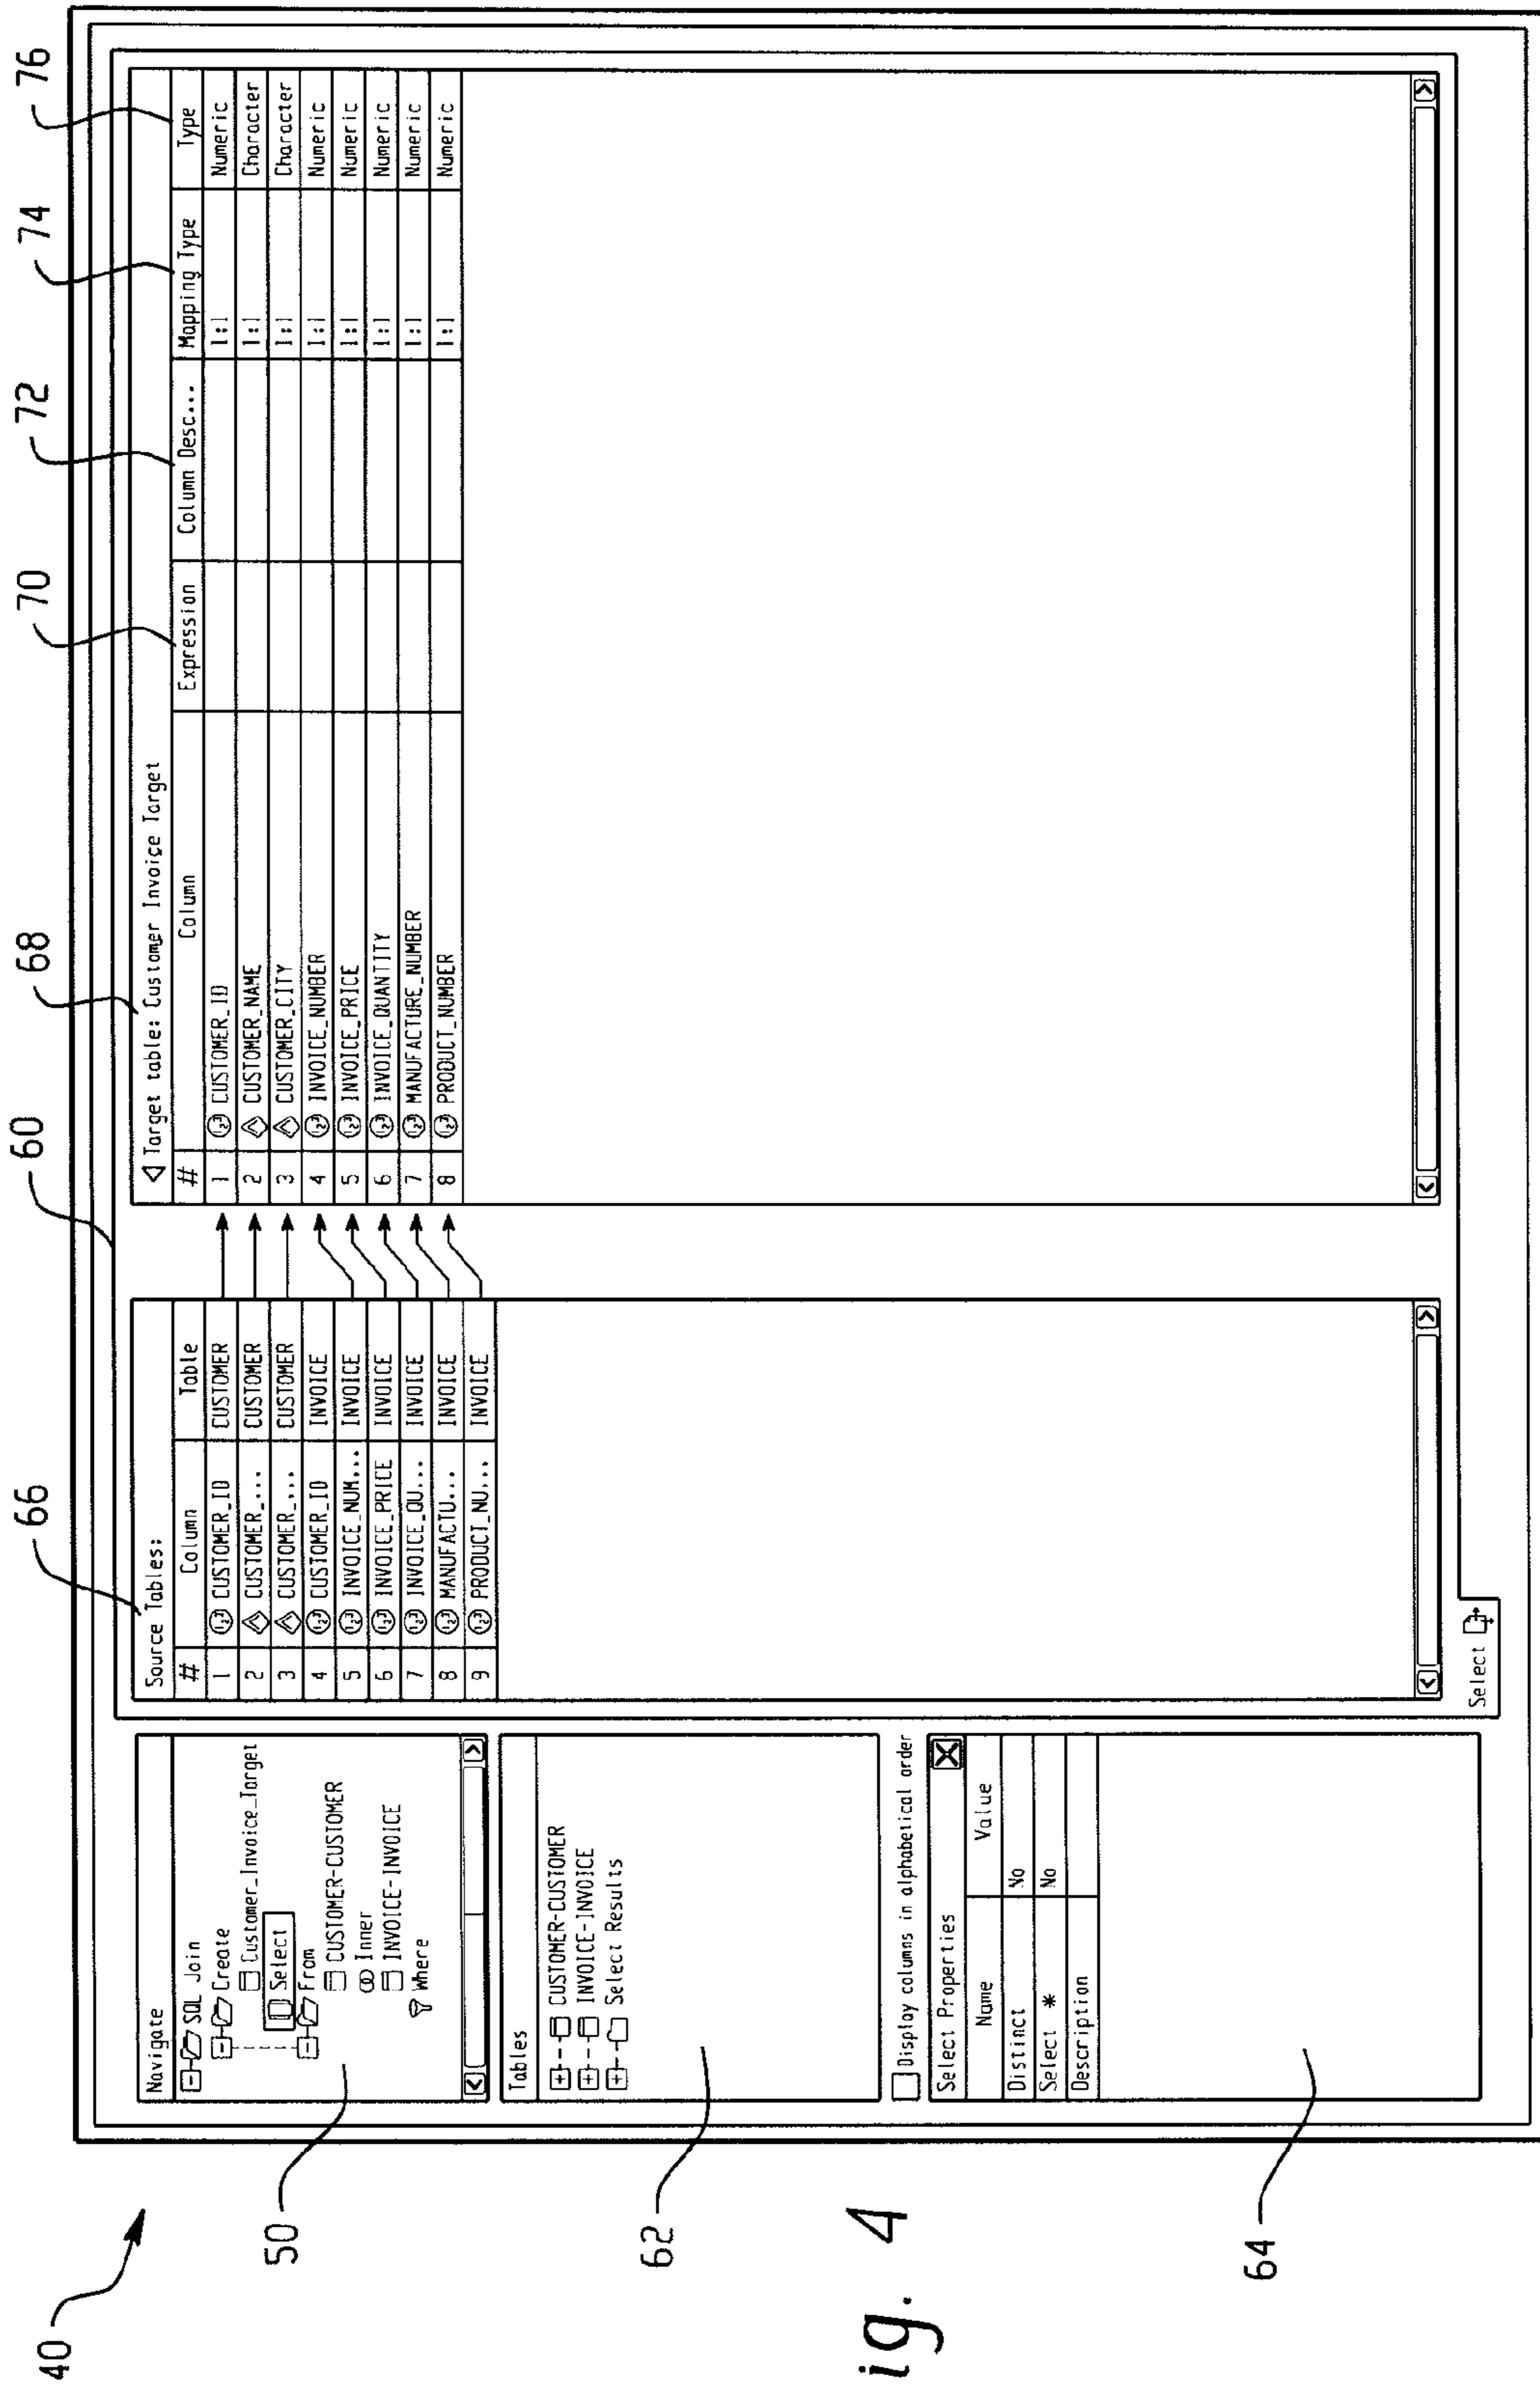 40
50
62
64
66
60
68
70
72
74
76
Navigate
SQL Join
Create
Customer_Invoice_Target
Select
From
CUSTOMER-CUSTOMER
Inner
INVOICE-INVOICE
Where
Tables
CUSTOMER-CUSTOMER
INVOICE-INVOICE
Select Results
Display columns in alphabetical order
Select Properties
Name Value
Distinct No
Select * No
Description
Source Tables:
# Column Table
1 CUSTOMER_ID CUSTOMER
2 CUSTOMER_... CUSTOMER
3 CUSTOMER_... CUSTOMER
4 CUSTOMER_ID INVOICE
5 INVOICE_NUM... INVOICE
6 INVOICE_PRICE INVOICE
7 INVOICE_QU... INVOICE
8 MANUFACTU... INVOICE
9 PRODUCT_NU... INVOICE
Target table: Customer Invoice Target
# Column Expression Column Desc... Mapping Type Type
1 CUSTOMER_ID 1:1 Numeric
2 CUSTOMER_NAME 1:1 Character
3 CUSTOMER_CITY 1:1 Character
4 INVOICE_NUMBER 1:1 Numeric
5 INVOICE_PRICE 1:1 Numeric
6 INVOICE_QUANTITY 1:1 Numeric
7 MANUFACTURE_NUMBER 1:1 Numeric
8 PRODUCT_NUMBER 1:1 Numeric
Select
ig. 4